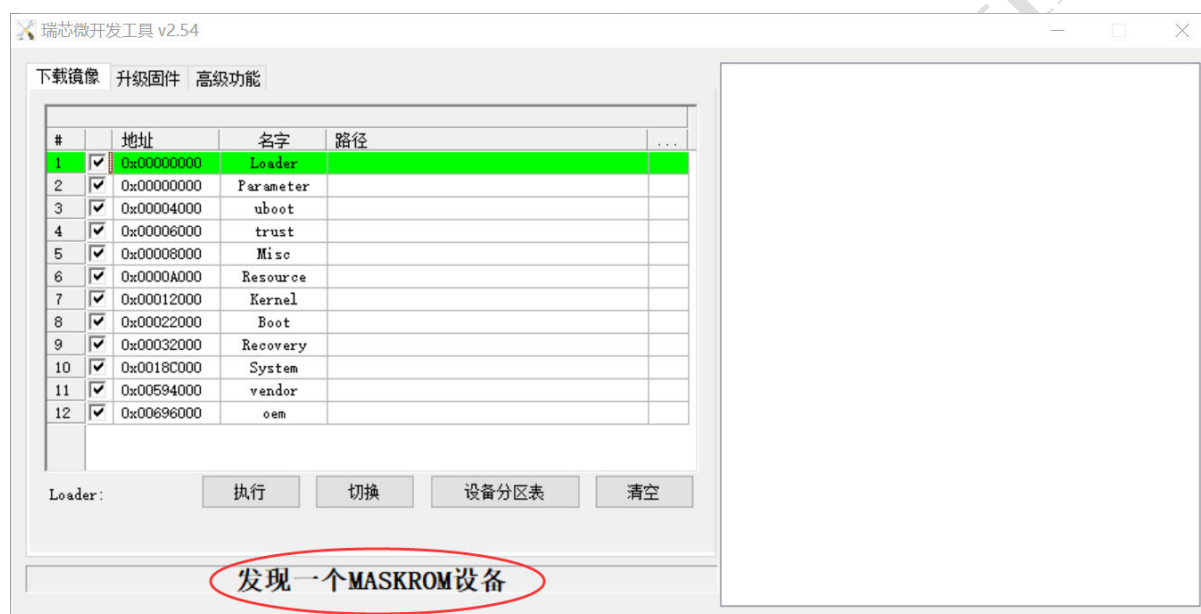 瑞芯微开发工具 v2.54
下载镜像 升级固件 高级功能
# 地址 名字 路径 ...
1 0x00000000 Loader
2 0x00000000 Parameter
3 0x00004000 uboot
4 0x00006000 trust
5 0x00008000 Misc
6 0x0000A000 Resource
7 0x00012000 Kernel
8 0x00022000 Boot
9 0x00032000 Recovery
10 0x0018C000 System
11 0x00594000 vendor
12 0x00696000 oem
Loader: 执行 切换 设备分区表 清空
发现一个MASKROM设备